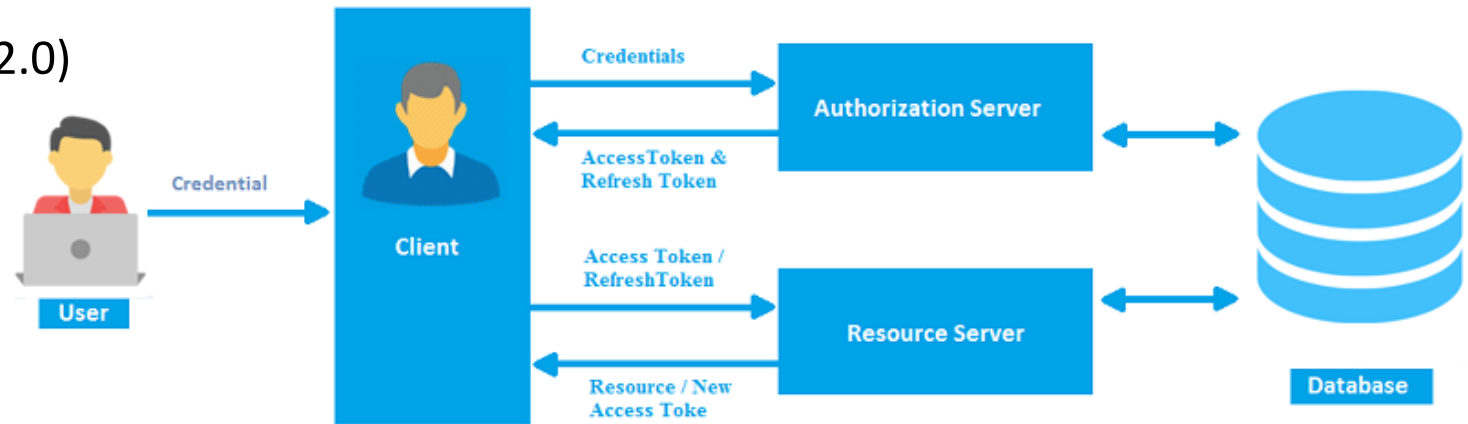 2.0)
Credential
User
Client
Credentials
AccessToken &
Refresh Token
Access Token /
RefreshToken
Resource / New
Access Toke
Authorization Server
Resource Server
Database